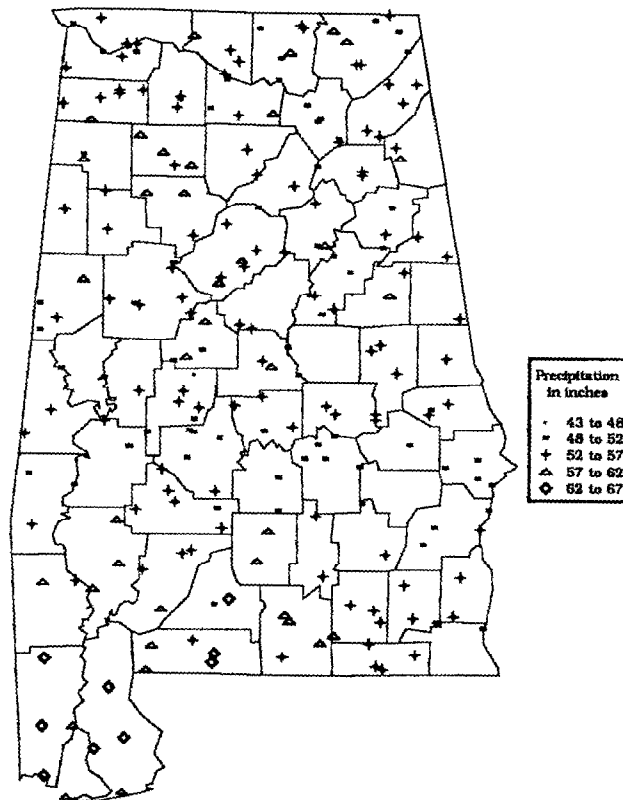 Precipitation
in inches
43 to 48
48 to 52
52 to 57
57 to 62
62 to 67